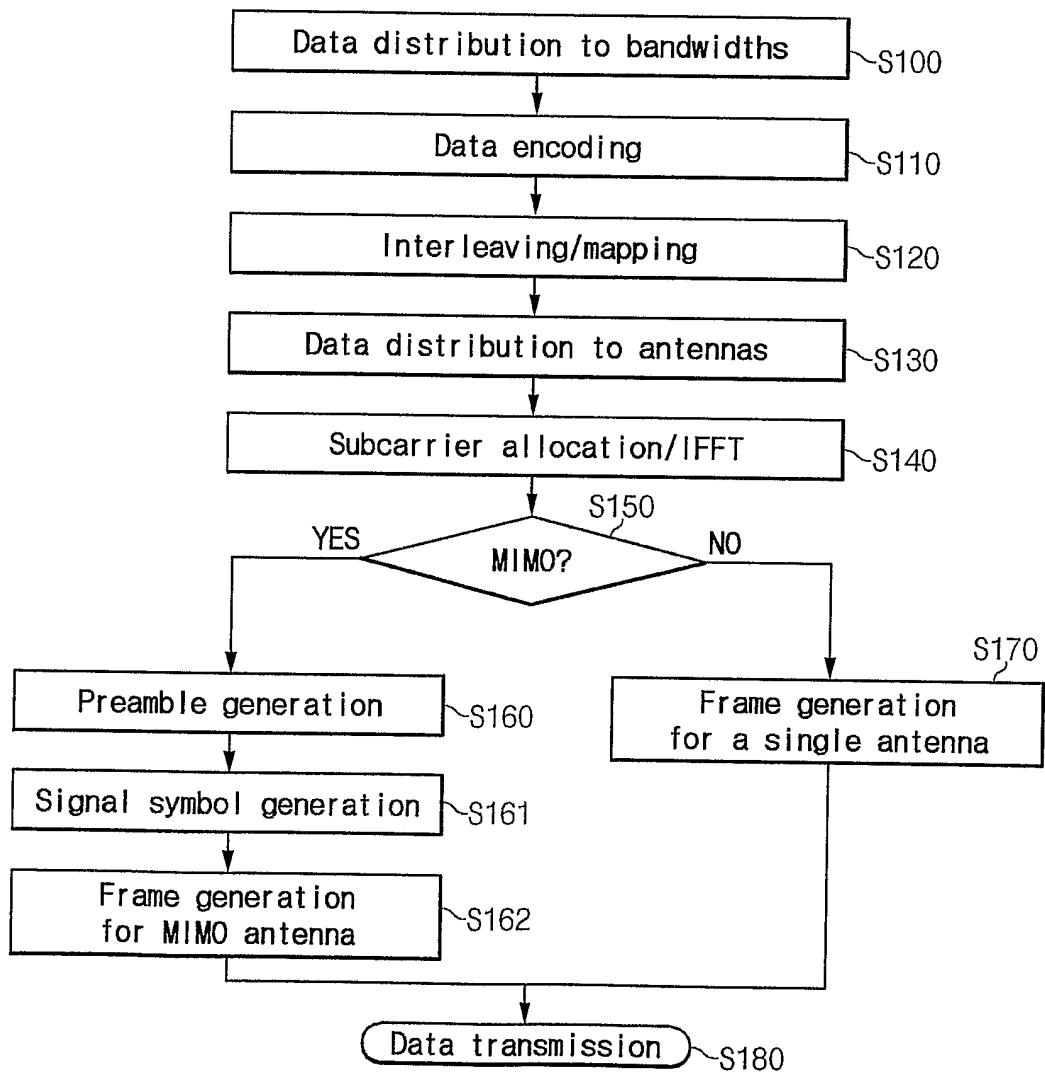 Data distribution to bandwidths
S100
Data encoding
S110
Interleaving/mapping
S120
Data distribution to antennas
S130
Subcarrier allocation/IFFT
S140
S150
YES
MIMO?
NO
S170
Preamble generation
S160
Frame generation
for a single antenna
Signal symbol generation
S161
Frame generation
for MIMO antenna
S162
Data transmission
S180